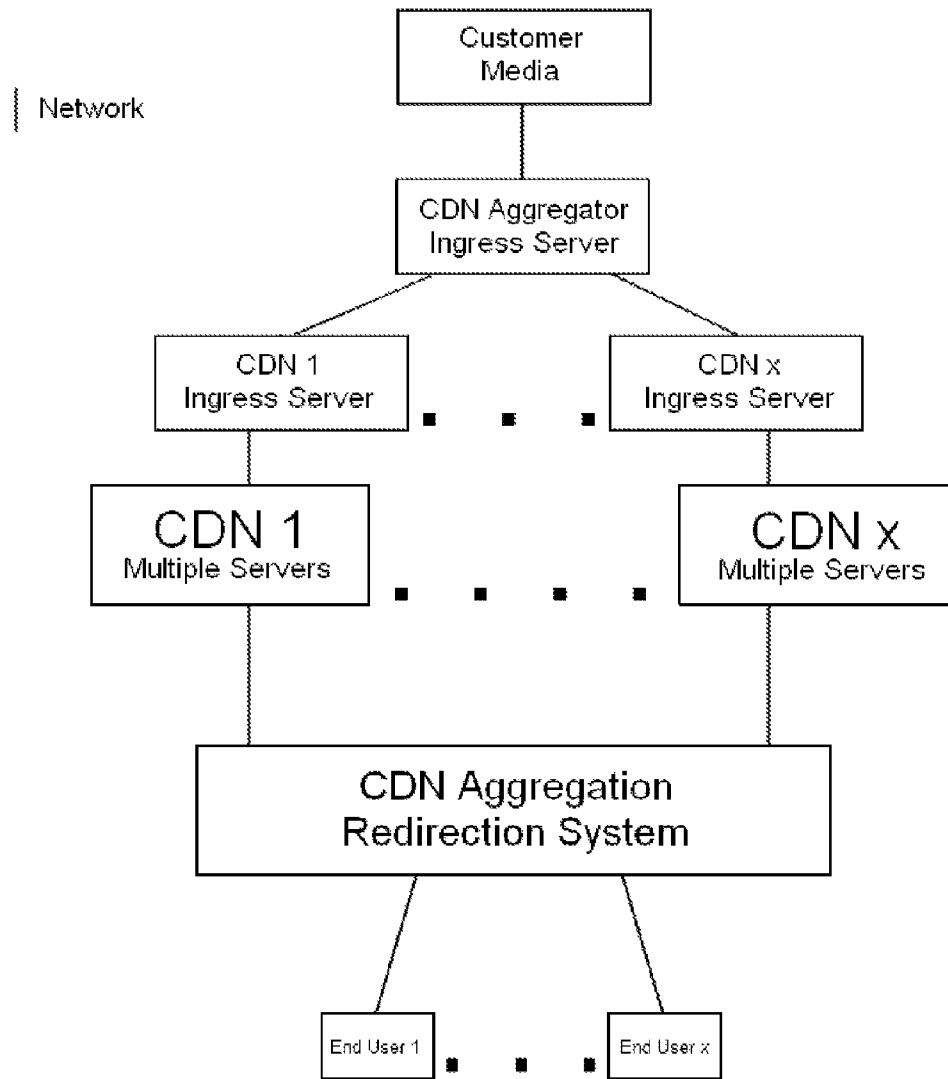 Customer
Media
Network
CDN Aggregator
Ingress Server
CDN 1
Ingress Server
CDN x
Ingress Server
CDN 1
Multiple Servers
CDN x
Multiple Servers
CDN Aggregation
Redirection System
End User 1
End User x